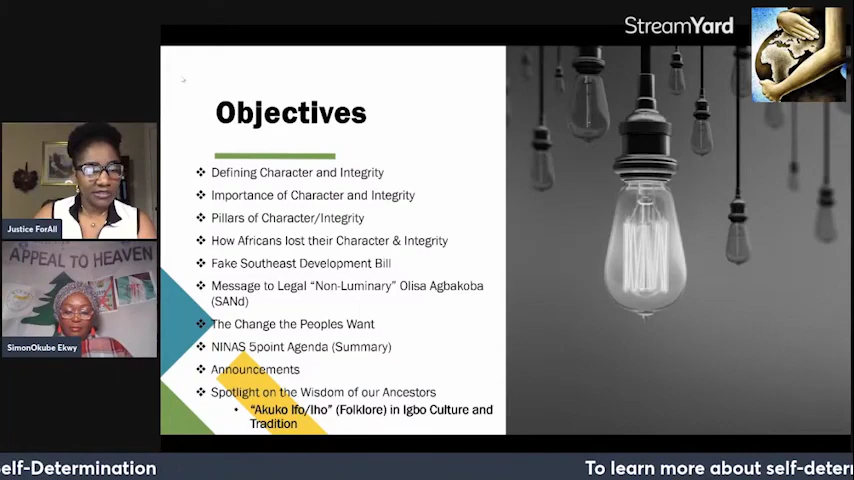 StreamYard
Objectives
Defining Character and Integrity
Importance of Character and Integrity
Pillars of Character/Integrity
How Africans lost their Character & Integrity
Fake Southeast Development Bill
Message to Legal "Non-Luminary" Olisa Agbakoba
(SANd)
The Change the Peoples Want
NINAS 5point Agenda (Summary)
Announcements
Spotlight on the Wisdom of our Ancestors
"Akuko Ifo/Iho" (Folklore) in Igbo Culture and
Tradition
Justice ForAll
APPEAL TO HEAVEN
SimonOkube Ekwy
Self-Determination
To learn more about self-deter